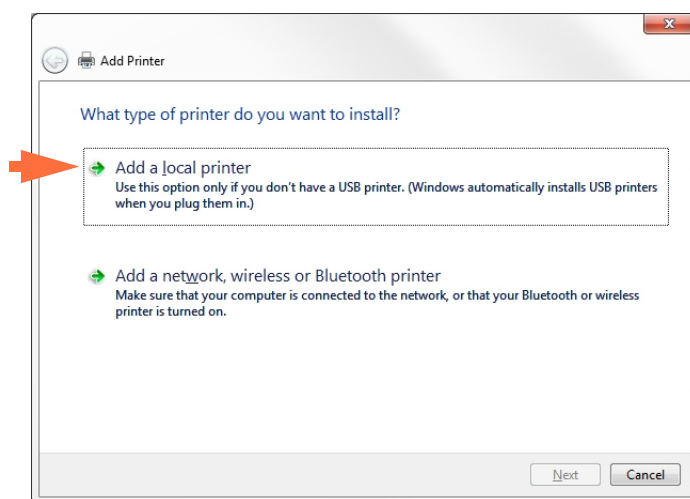 Add Printer
What type of printer do you want to install?
Add a local printer
Use this option only if you don't have a USB printer. (Windows automatically installs USB printers
when you plug them in.)
Add a network, wireless or Bluetooth printer
Make sure that your computer is connected to the network, or that your Bluetooth or wireless
printer is turned on.
Next
Cancel